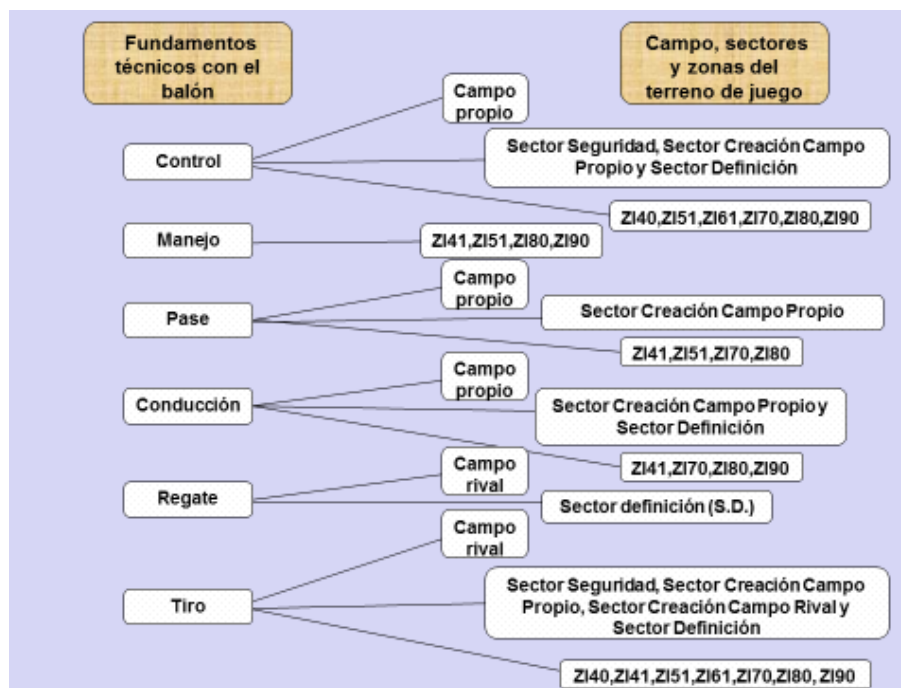 Fundamentos
técnicos con el
balón
Campo, sectores
y zonas del
terreno de juego
Control
Campo
propio
Sector Seguridad, Sector Creación Campo
Propio y Sector Definición
ZI40,ZI51,ZI61,ZI70,ZI80,ZI90
Manejo
ZI41,ZI51,ZI80,ZI90
Pase
Campo
propio
Sector Creación Campo Propio
ZI41,ZI51,ZI70,ZI80
Conducción
Campo
propio
Sector Creación Campo Propio y
Sector Definición
ZI41,ZI70,ZI80,ZI90
Regate
Campo
rival
Sector definición (S.D.)
Tiro
Campo
rival
Sector Seguridad, Sector Creación Campo
Propio, Sector Creación Campo Rival y
Sector Definición
ZI40,ZI41,ZI51,ZI61,ZI70,ZI80, ZI90